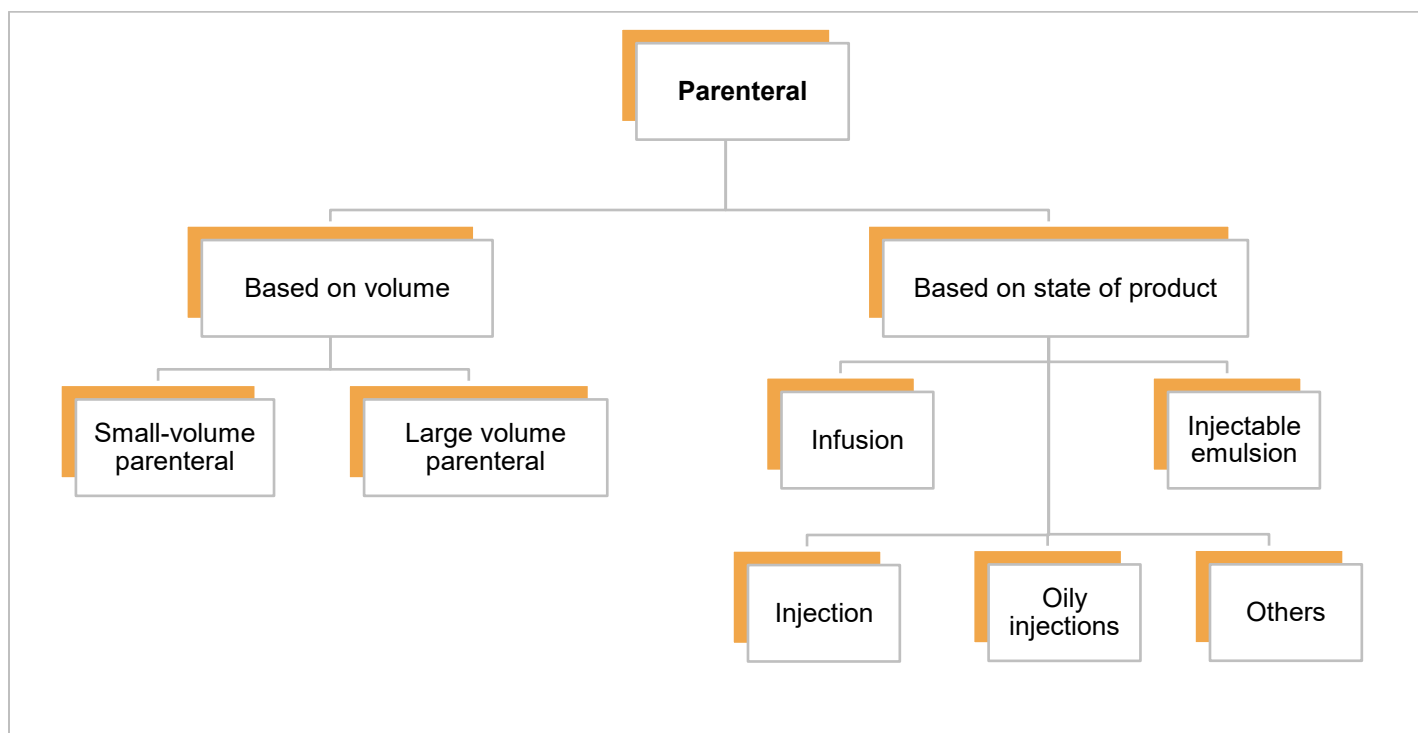 Parenteral
Based on volume
Based on state of product
Small-volume
parenteral
Large volume
parenteral
Infusion
Injectable
emulsion
Injection
Oily
injections
Others